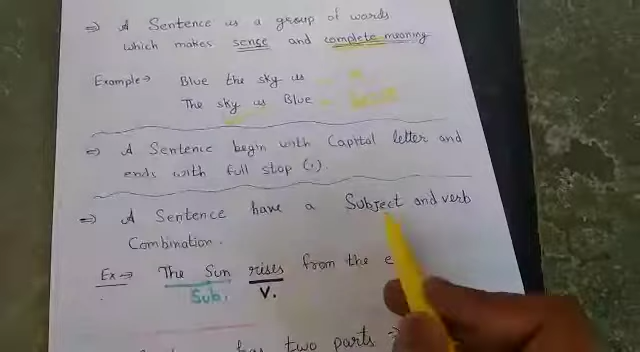 ⇒ A Sentence is a group of words
which makes sense and complete meaning
Example → Blue the sky is
The sky is Blue
⇒ A Sentence begin with Capital letter and
ends with full stop (.)
⇒ A Sentence have a Subject and verb
Combination.
Ex → The Sun rises from the
Sub. V.
has two parts →